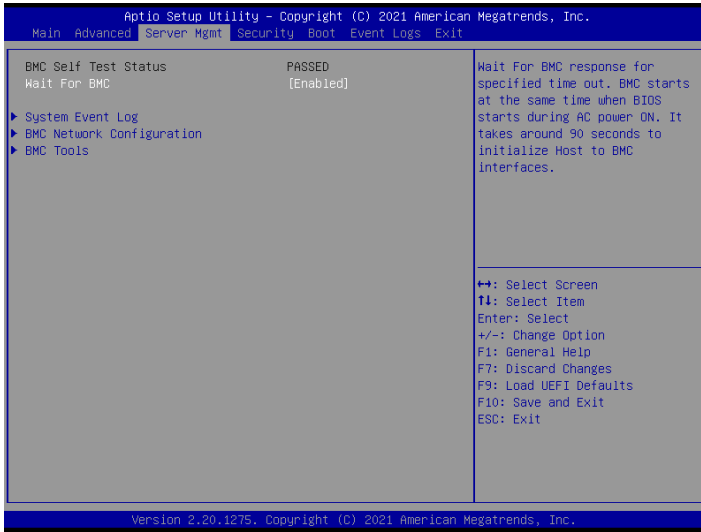 Aptio Setup Utility – Copyright (C) 2021 American Megatrends, Inc.
Main Advanced Server Mgmt Security Boot Event Logs Exit
BMC Self Test Status PASSED
Wait For BMC [Enabled]
System Event Log
BMC Network Configuration
BMC Tools
Wait For BMC response for
specified time out. BMC starts
at the same time when BIOS
starts during AC power ON. It
takes around 90 seconds to
initialize Host to BMC
interfaces.
↔: Select Screen
↑↓: Select Item
Enter: Select
+/-: Change Option
F1: General Help
F7: Discard Changes
F9: Load UEFI Defaults
F10: Save and Exit
ESC: Exit
Version 2.20.1275. Copyright (C) 2021 American Megatrends, Inc.